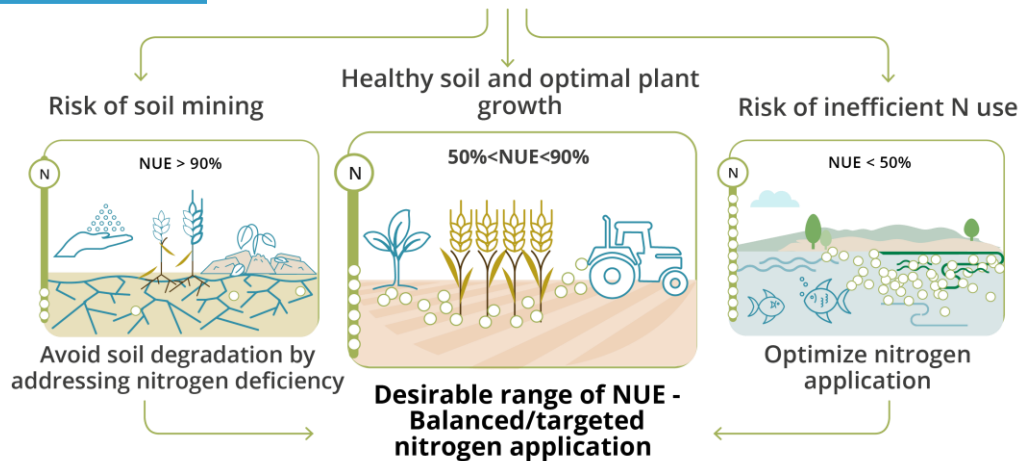 Risk of soil mining
NUE > 90%
N
Avoid soil degradation by
addressing nitrogen deficiency
Healthy soil and optimal plant
growth
50%<NUE<90%
N
Desirable range of NUE -
Balanced/targeted
nitrogen application
Risk of inefficient N use
NUE < 50%
N
Optimize nitrogen
application